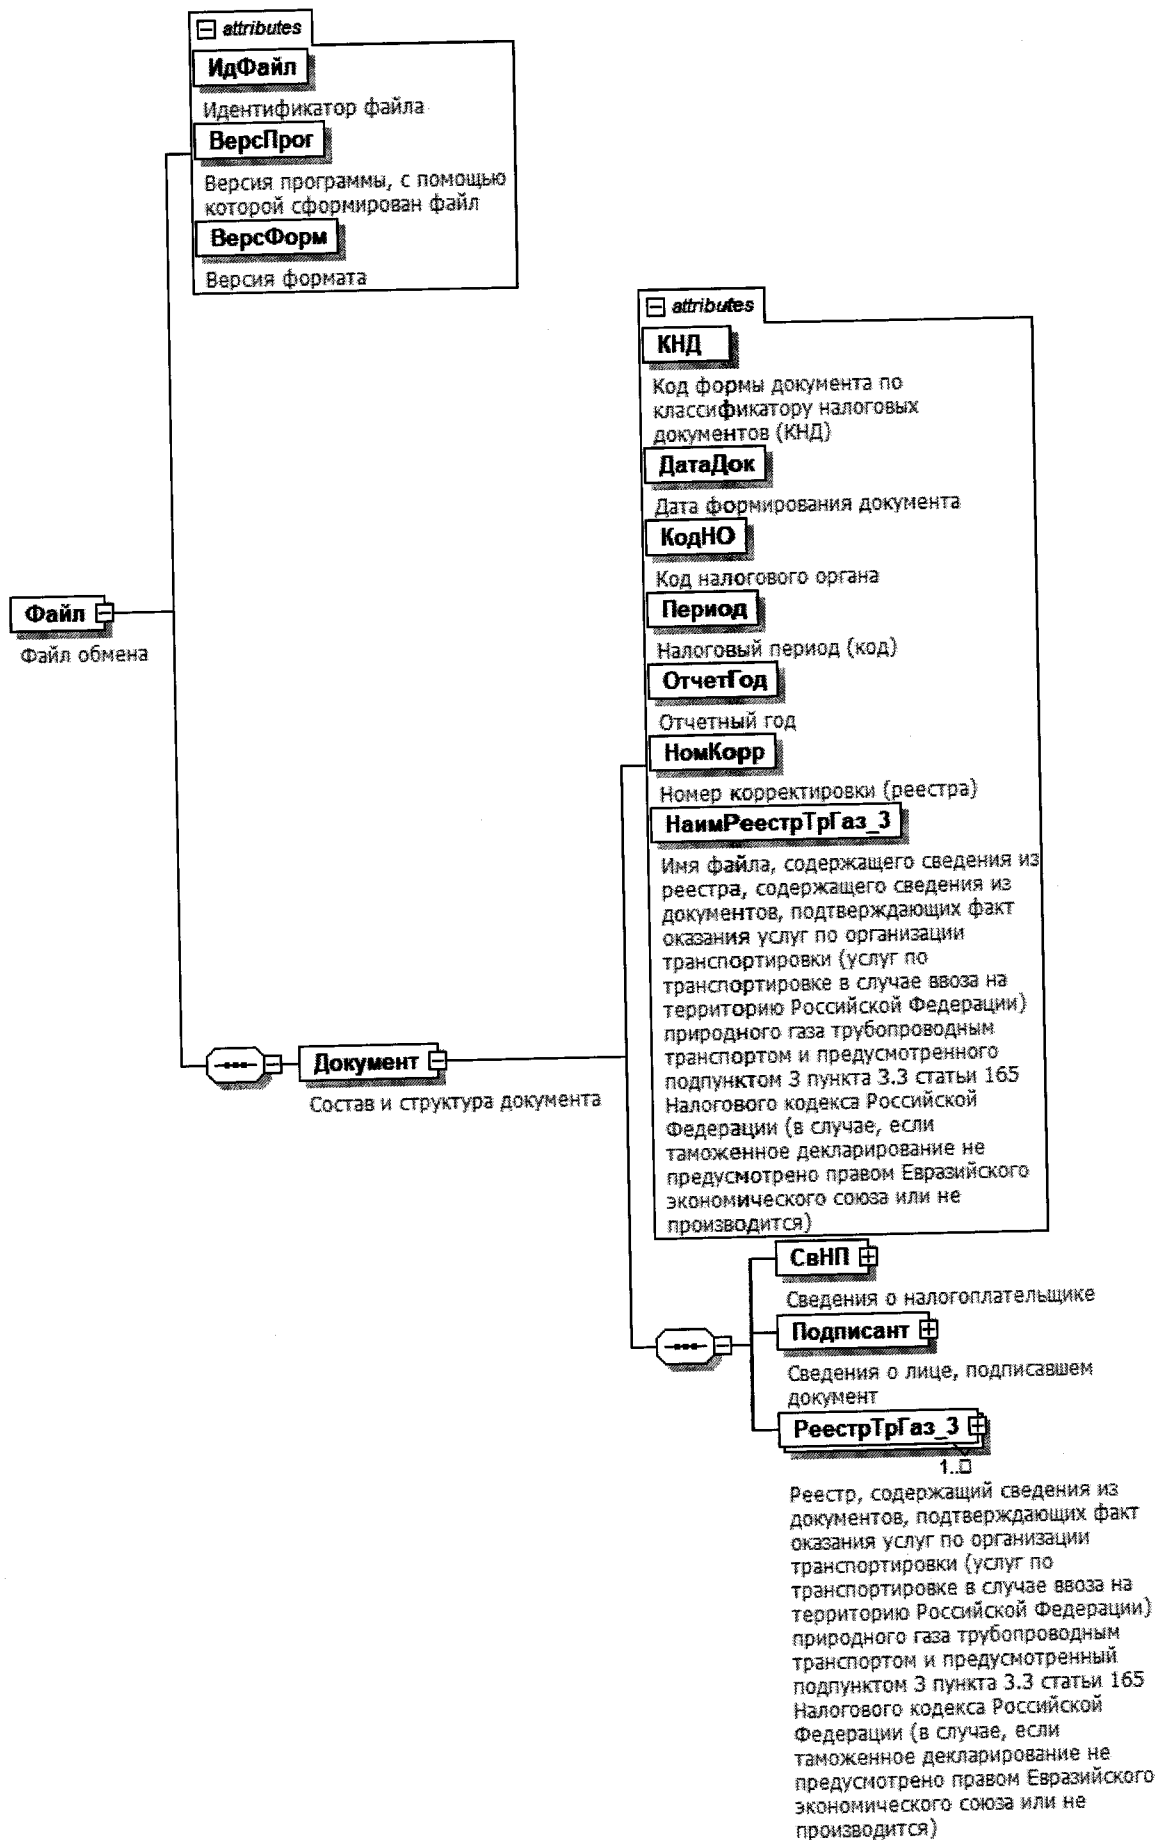 attributes
ИдФайл
Идентификатор файла
ВерсПрог
Версия программы, с помощью
которой сформирован файл
ВерсФорм
Версия формата
Файл
Файл обмена
Документ
Состав и структура документа
attributes
КНД
Код формы документа по
классификатору налоговых
документов (КНД)
ДатаДок
Дата формирования документа
КодНО
Код налогового органа
Период
Налоговый период (код)
ОтчетГод
Отчетный год
НомКорр
Номер корректировки (реестра)
НаимРеестрТрГаз_3
Имя файла, содержащего сведения из
реестра, содержащего сведения из
документов, подтверждающих факт
оказания услуг по организации
транспортировки (услуг по
транспортировке в случае ввоза на
территорию Российской Федерации)
природного газа трубопроводным
транспортом и предусмотренного
подпунктом 3 пункта 3.3 статьи 165
Налогового кодекса Российской
Федерации (в случае, если
таможенное декларирование не
предусмотрено правом Евразийского
экономического союза или не
производится)
СвНП
Сведения о налогоплательщике
Подписант
Сведения о лице, подписавшем
документ
РеестрТрГаз_3
1..□
Реестр, содержащий сведения из
документов, подтверждающих факт
оказания услуг по организации
транспортировки (услуг по
транспортировке в случае ввоза на
территорию Российской Федерации)
природного газа трубопроводным
транспортом и предусмотренный
подпунктом 3 пункта 3.3 статьи 165
Налогового кодекса Российской
Федерации (в случае, если
таможенное декларирование не
предусмотрено правом Евразийского
экономического союза или не
производится)